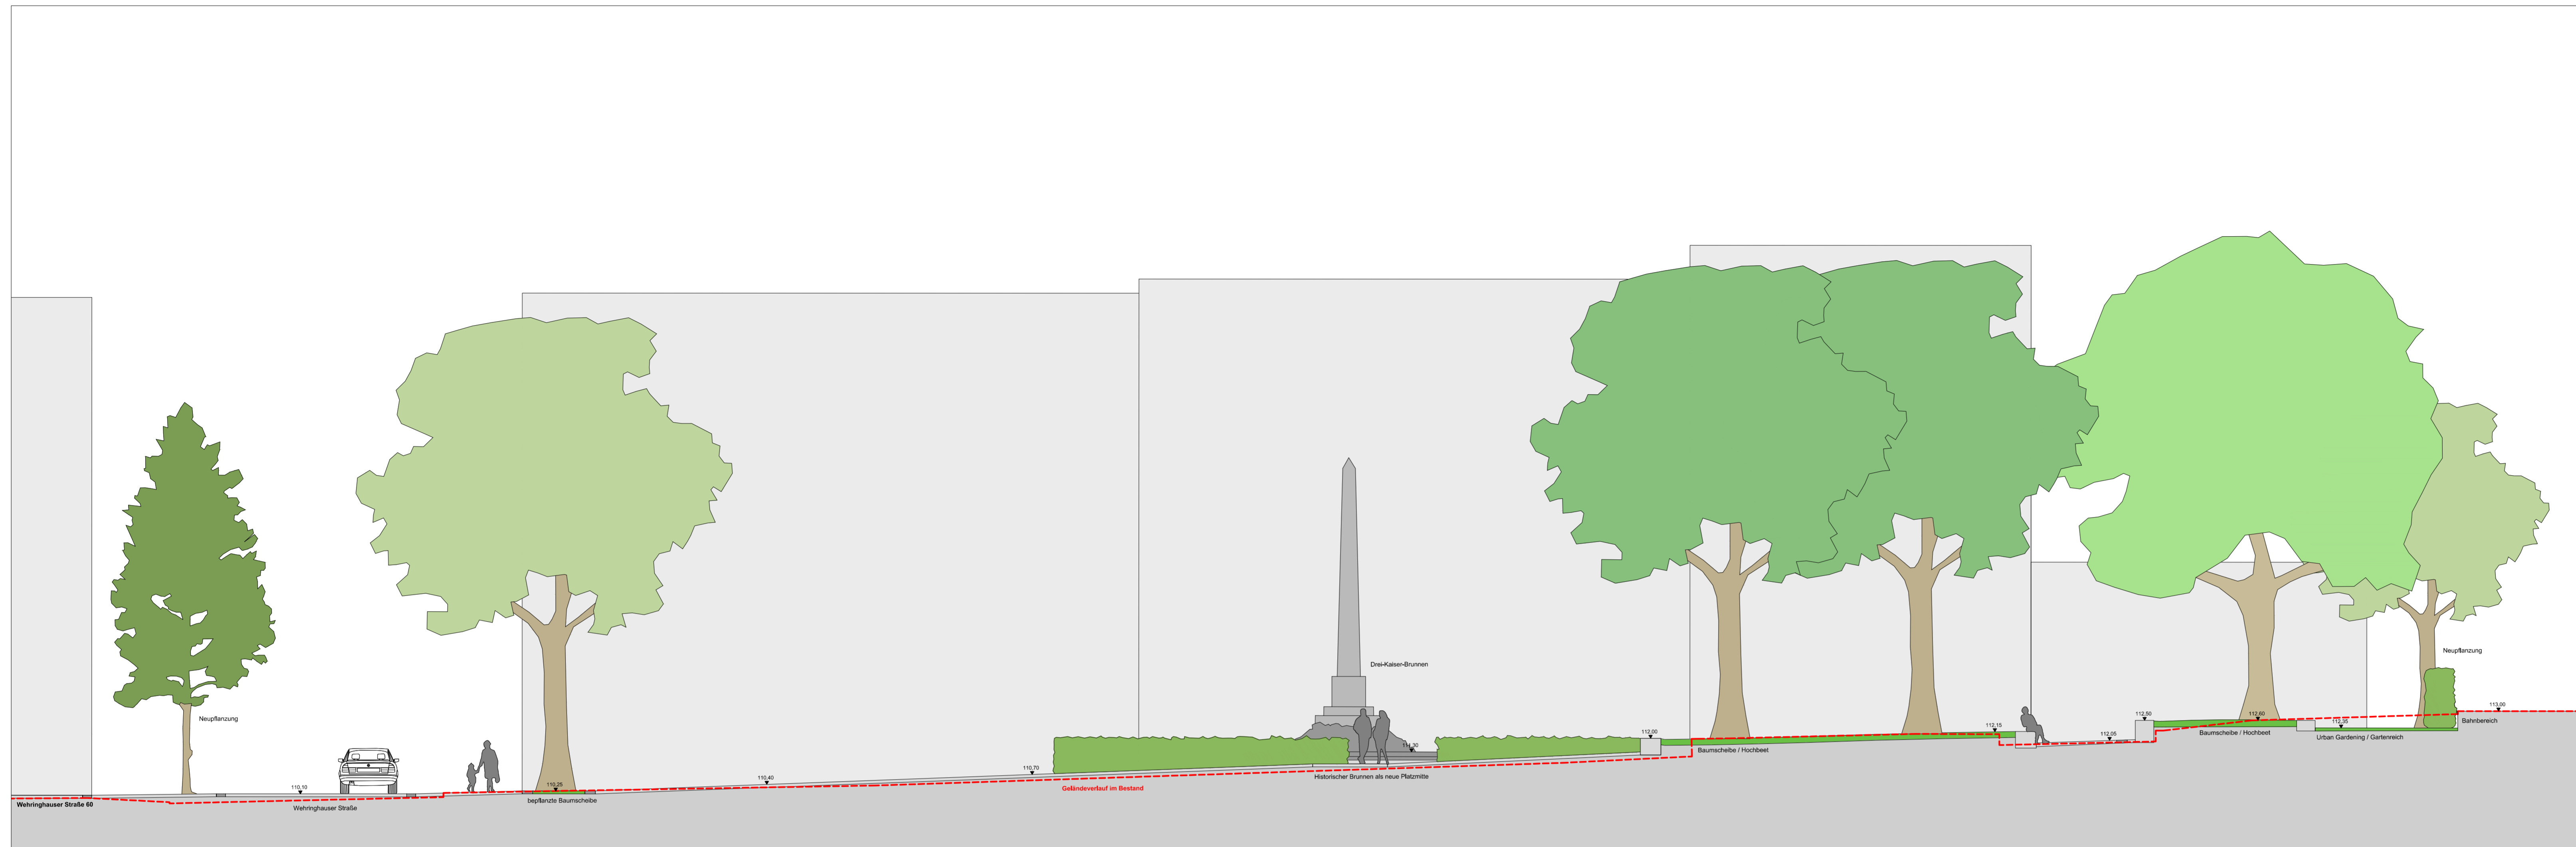 Wehringhauser Straße 60
Neupflanzung
110,10
Wehringhauser Straße
110,25
bepflanzte Baumscheibe
110,40
110,70
Geländeverlauf im Bestand
Drei-Kaiser-Brunnen
111,30
Historischer Brunnen als neue Platzmitte
112,00
Baumscheibe / Hochbeet
112,15
112,05
112,50
112,60
Baumscheibe / Hochbeet
112,35
Urban Gardening / Gartenreich
Neupflanzung
113,00
Bahnbereich